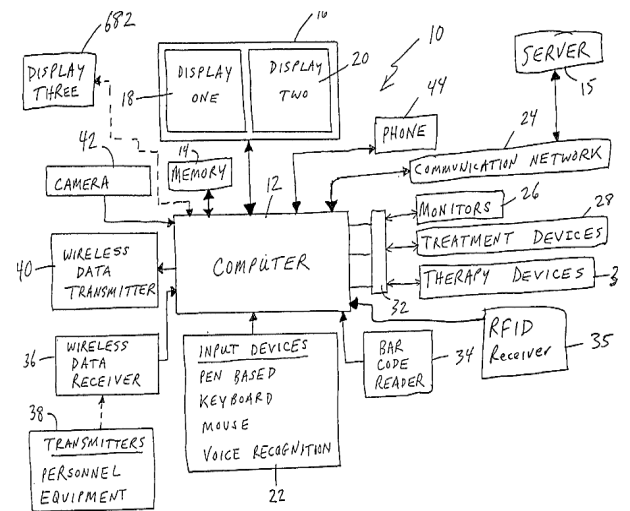 682
DISPLAY
THREE
16
DISPLAY
ONE
18
DISPLAY
TWO
20
10
SERVER
15
44
PHONE
24
COMMUNICATION NETWORK
42
CAMERA
14
MEMORY
12
COMPUTER
MONITORS
26
28
TREATMENT DEVICES
THERAPY DEVICES
3
32
40
WIRELESS
DATA
TRANSMITTER
36
WIRELESS
DATA
RECEIVER
38
TRANSMITTERS
PERSONNEL
EQUIPMENT
INPUT DEVICES
PEN BASED
KEYBOARD
MOUSE
VOICE RECOGNITION
22
BAR
CODE
READER
34
RFID
Receiver
35